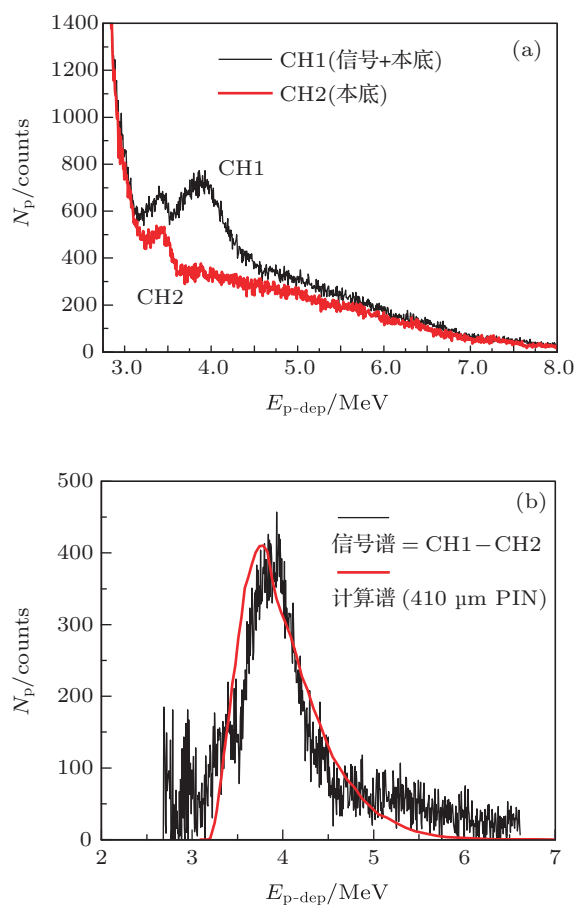 1400
1200
1000
800
600
400
200
0
N_p/counts
(a)
CH1(信号+本底)
CH2(本底)
CH1
CH2
3.0 4.0 5.0 6.0 7.0 8.0
E_p-dep/MeV
500
400
300
200
100
0
N_p/counts
(b)
信号谱 = CH1−CH2
计算谱 (410 µm PIN)
2 3 4 5 6 7
E_p-dep/MeV